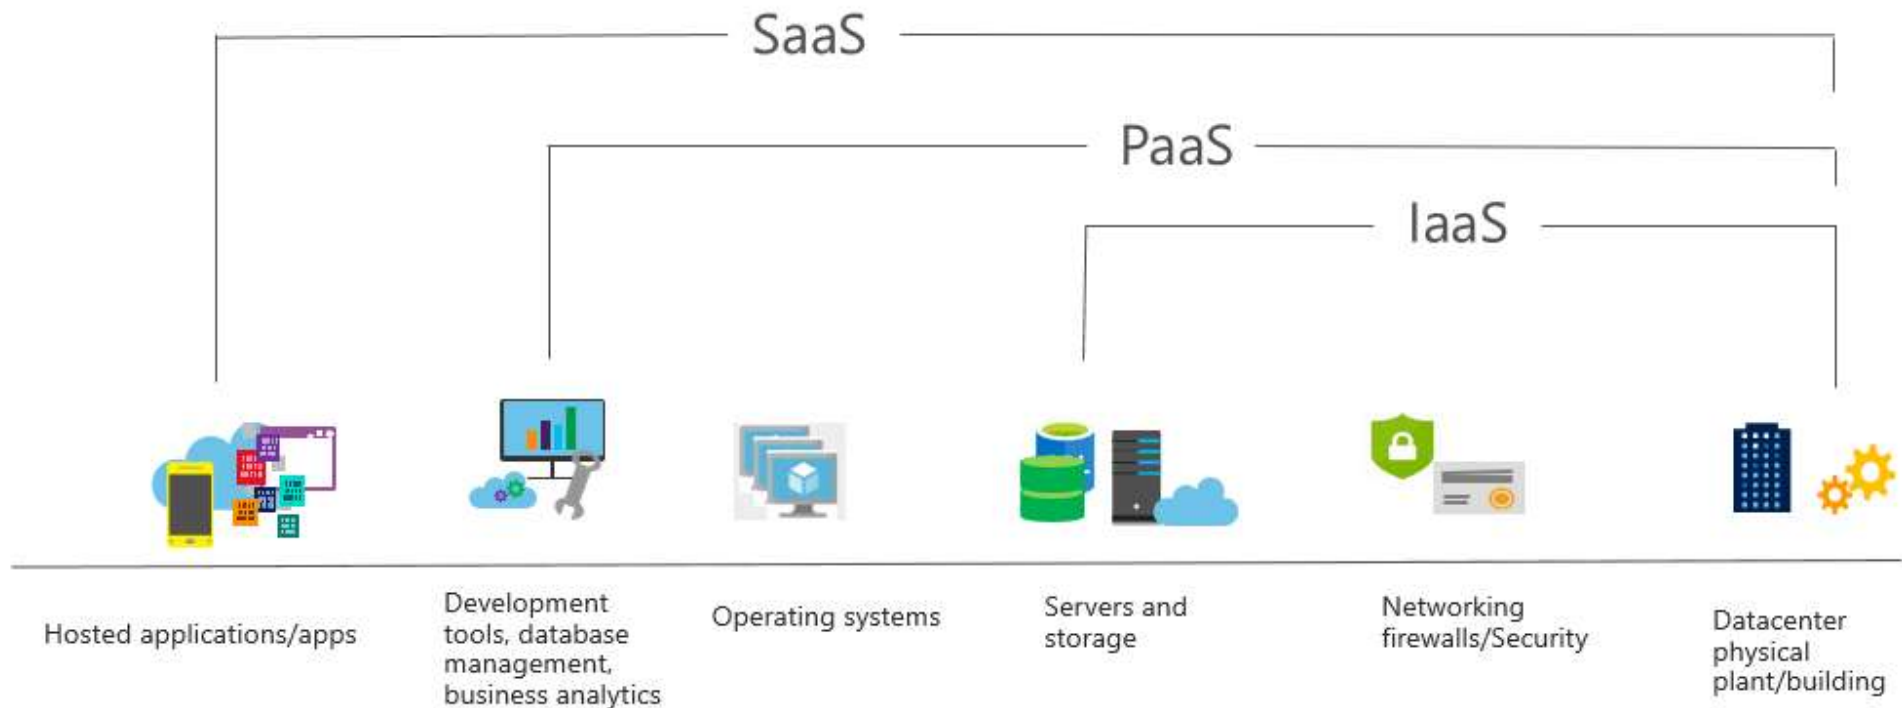 SaaS
PaaS
IaaS
Hosted applications/apps
Development
tools, database
management,
business analytics
Operating systems
Servers and
storage
Networking
firewalls/Security
Datacenter
physical
plant/building